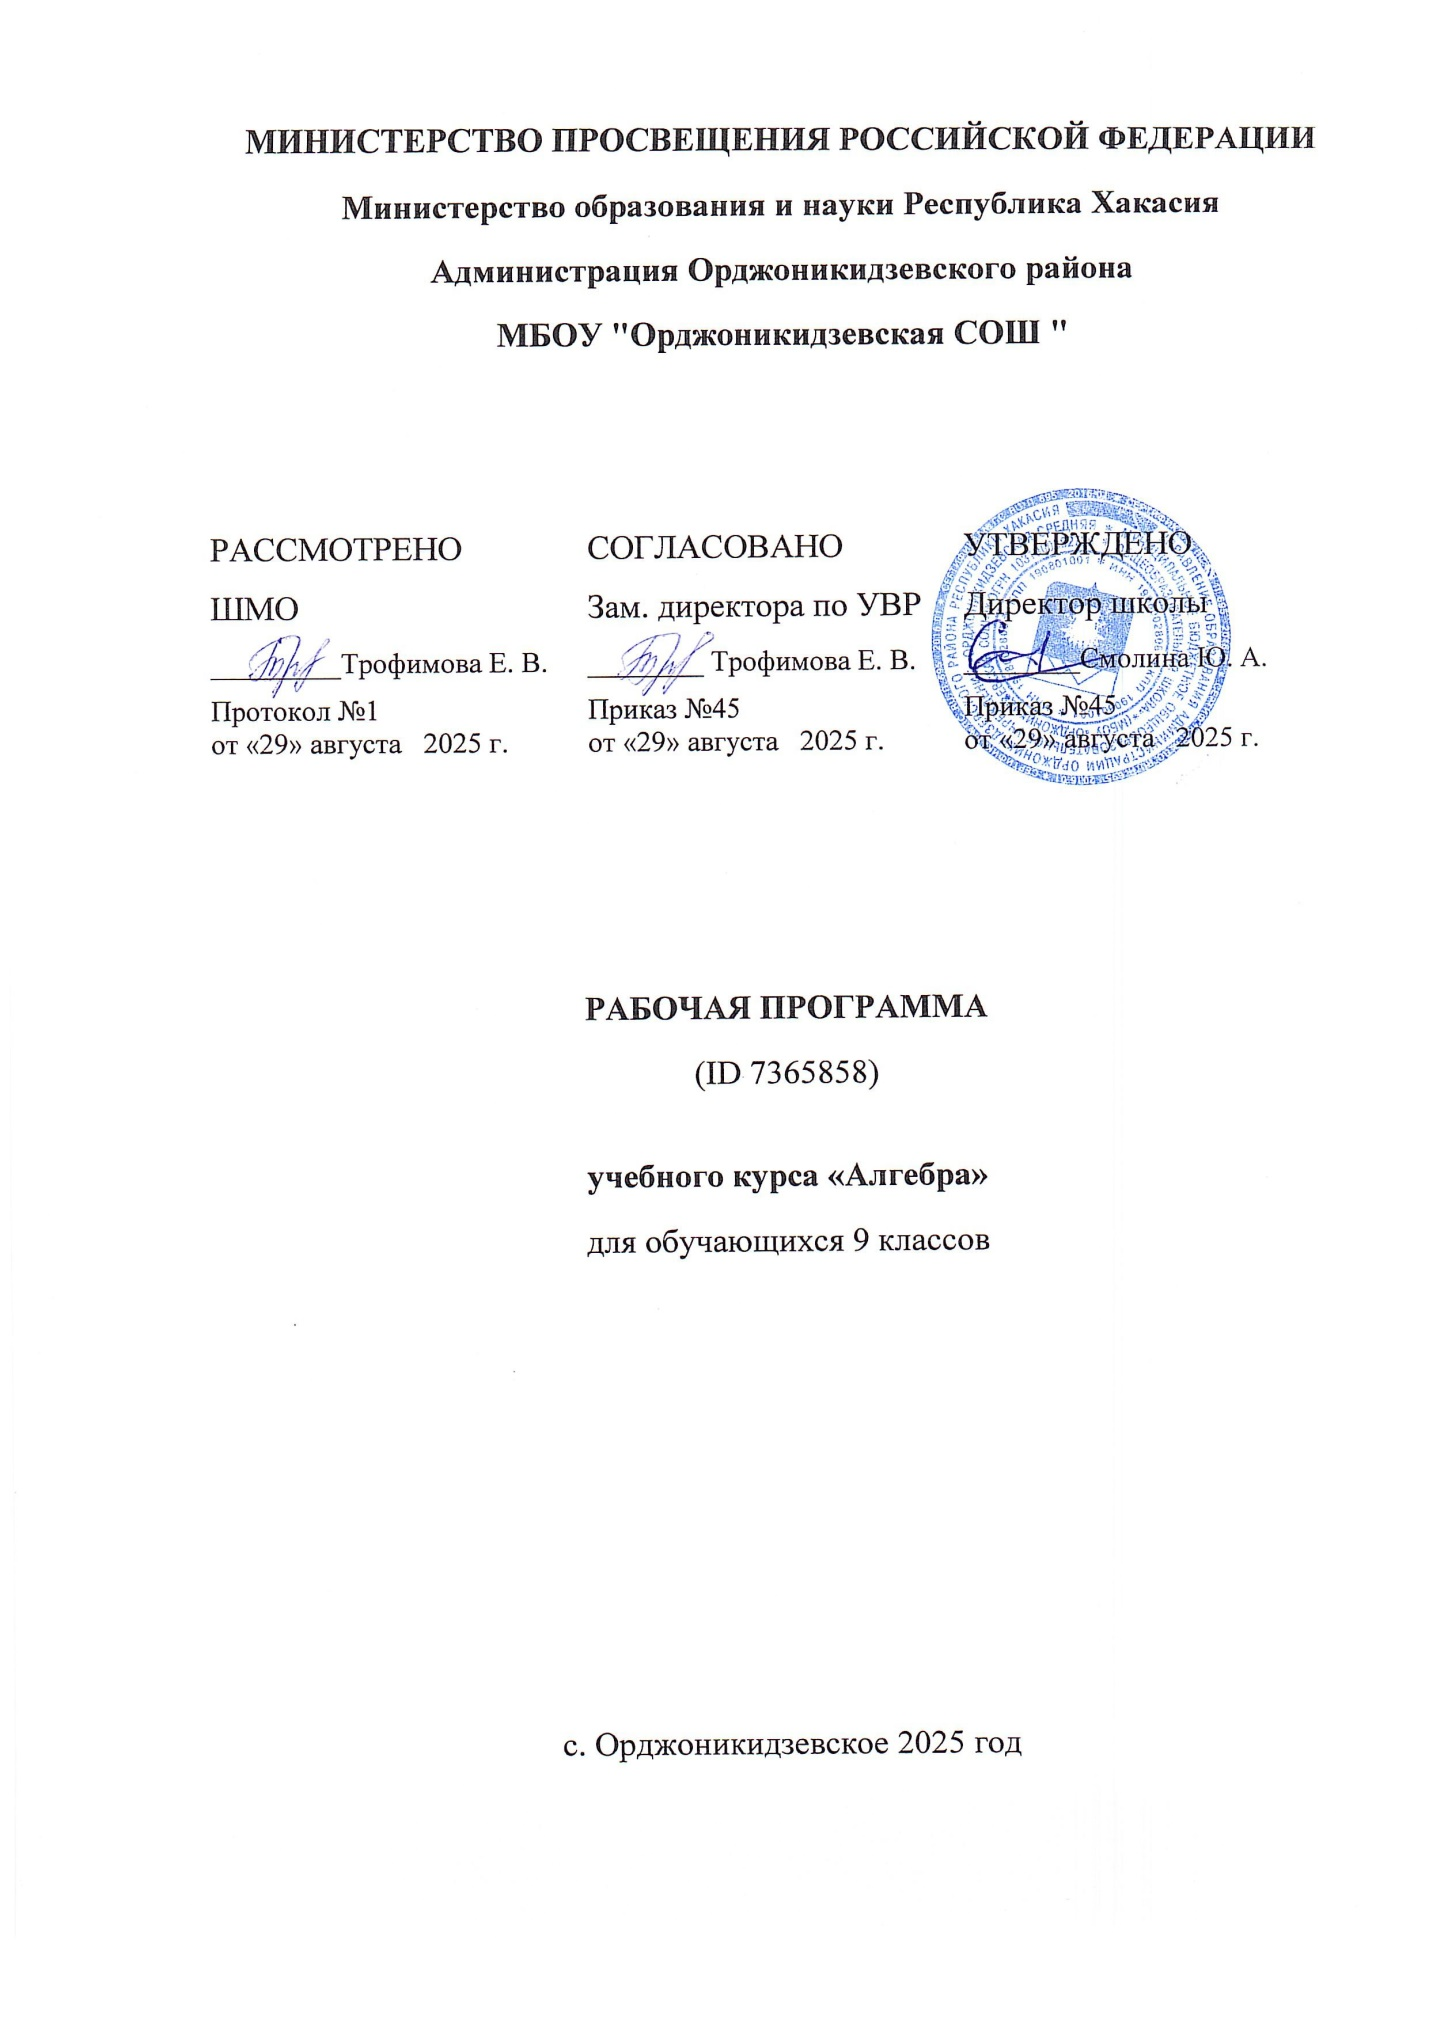 МИНИСТЕРСТВО ПРОСВЕЩЕНИЯ РОССИЙСКОЙ ФЕДЕРАЦИИ
Министерство образования и науки Республика Хакасия
Администрация Орджоникидзевского района
МБОУ "Орджоникидзевская СОШ "
РАССМОТРЕНО
ШМО
Трофимова Е. В.
Протокол №1
от «29» августа 2025 г.
СОГЛАСОВАНО
Зам. директора по УВР
Трофимова Е. В.
Приказ №45
от «29» августа 2025 г.
УТВЕРЖДЕНО
Директор школы
Смолина Ю. А.
Приказ №45
от «29» августа 2025 г.
РАБОЧАЯ ПРОГРАММА
(ID 7365858)
учебного курса «Алгебра»
для обучающихся 9 классов
с. Орджоникидзевское 2025 год